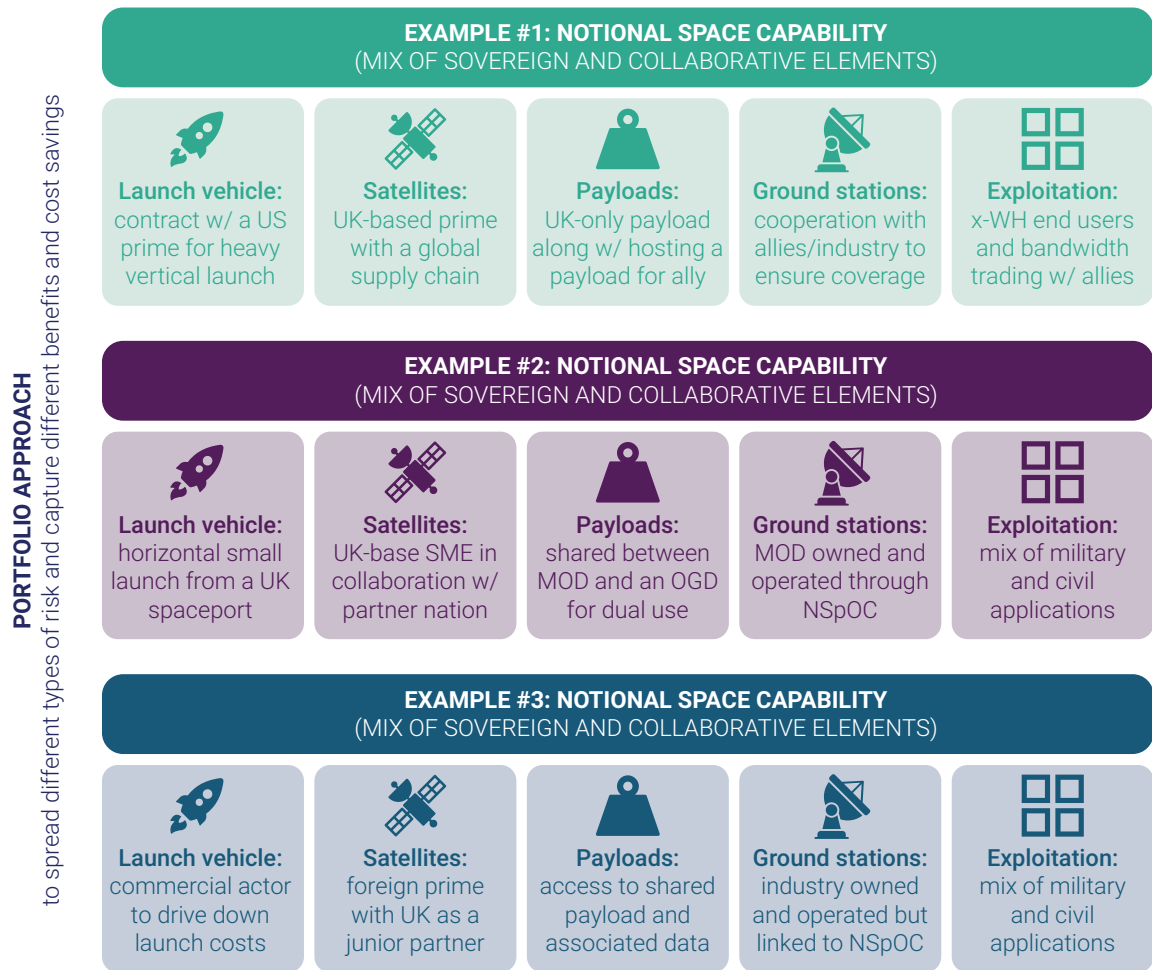 PORTFOLIO APPROACH
to spread different types of risk and capture different benefits and cost savings
EXAMPLE #1: NOTIONAL SPACE CAPABILITY
(MIX OF SOVEREIGN AND COLLABORATIVE ELEMENTS)
Launch vehicle:
contract w/ a US
prime for heavy
vertical launch
Satellites:
UK-based prime
with a global
supply chain
Payloads:
UK-only payload
along w/ hosting a
payload for ally
Ground stations:
cooperation with
allies/industry to
ensure coverage
Exploitation:
x-WH end users
and bandwidth
trading w/ allies
EXAMPLE #2: NOTIONAL SPACE CAPABILITY
(MIX OF SOVEREIGN AND COLLABORATIVE ELEMENTS)
Launch vehicle:
horizontal small
launch from a UK
spaceport
Satellites:
UK-base SME in
collaboration w/
partner nation
Payloads:
shared between
MOD and an OGD
for dual use
Ground stations:
MOD owned and
operated through
NSpOC
Exploitation:
mix of military
and civil
applications
EXAMPLE #3: NOTIONAL SPACE CAPABILITY
(MIX OF SOVEREIGN AND COLLABORATIVE ELEMENTS)
Launch vehicle:
commercial actor
to drive down
launch costs
Satellites:
foreign prime
with UK as a
junior partner
Payloads:
access to shared
payload and
associated data
Ground stations:
industry owned
and operated but
linked to NSpOC
Exploitation:
mix of military
and civil
applications